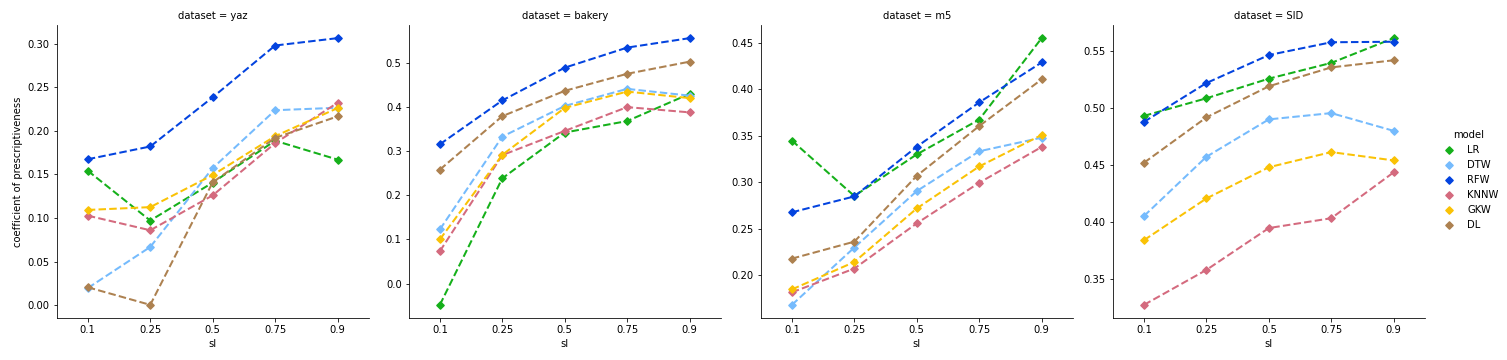 dataset = yaz
dataset = bakery
dataset = m5
dataset = SID
coefficient of prescriptiveness
0.30
0.25
0.20
0.15
0.10
0.05
0.00
0.1 0.25 0.5 0.75 0.9
sl
0.5
0.4
0.3
0.2
0.1
0.0
0.1 0.25 0.5 0.75 0.9
sl
0.45
0.40
0.35
0.30
0.25
0.20
0.1 0.25 0.5 0.75 0.9
sl
0.55
0.50
0.45
0.40
0.35
0.1 0.25 0.5 0.75 0.9
sl
model
LR
DTW
RFW
KNNW
GKW
DL